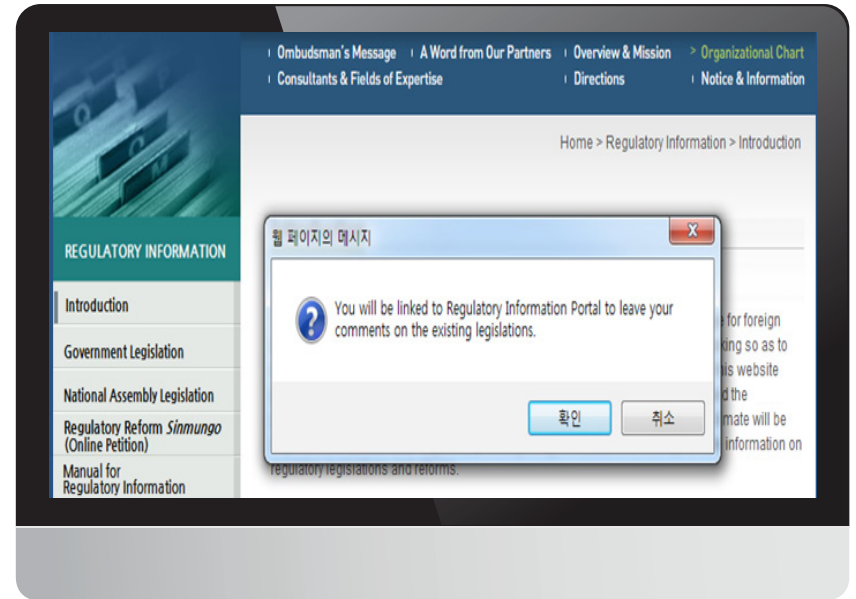 Ombudsman's Message A Word from Our Partners Overview & Mission > Organizational Chart
Consultants & Fields of Expertise Directions Notice & Information
Home > Regulatory Information > Introduction
REGULATORY INFORMATION
Introduction
Government Legislation
National Assembly Legislation
Regulatory Reform Sinmungo
(Online Petition)
Manual for
Regulatory Information
웹 페이지의 메시지
You will be linked to Regulatory Information Portal to leave your
comments on the existing legislations.
확인 취소
for foreign
king so as to
is website
d the
mate will be
information on
regulatory legislations and reforms.